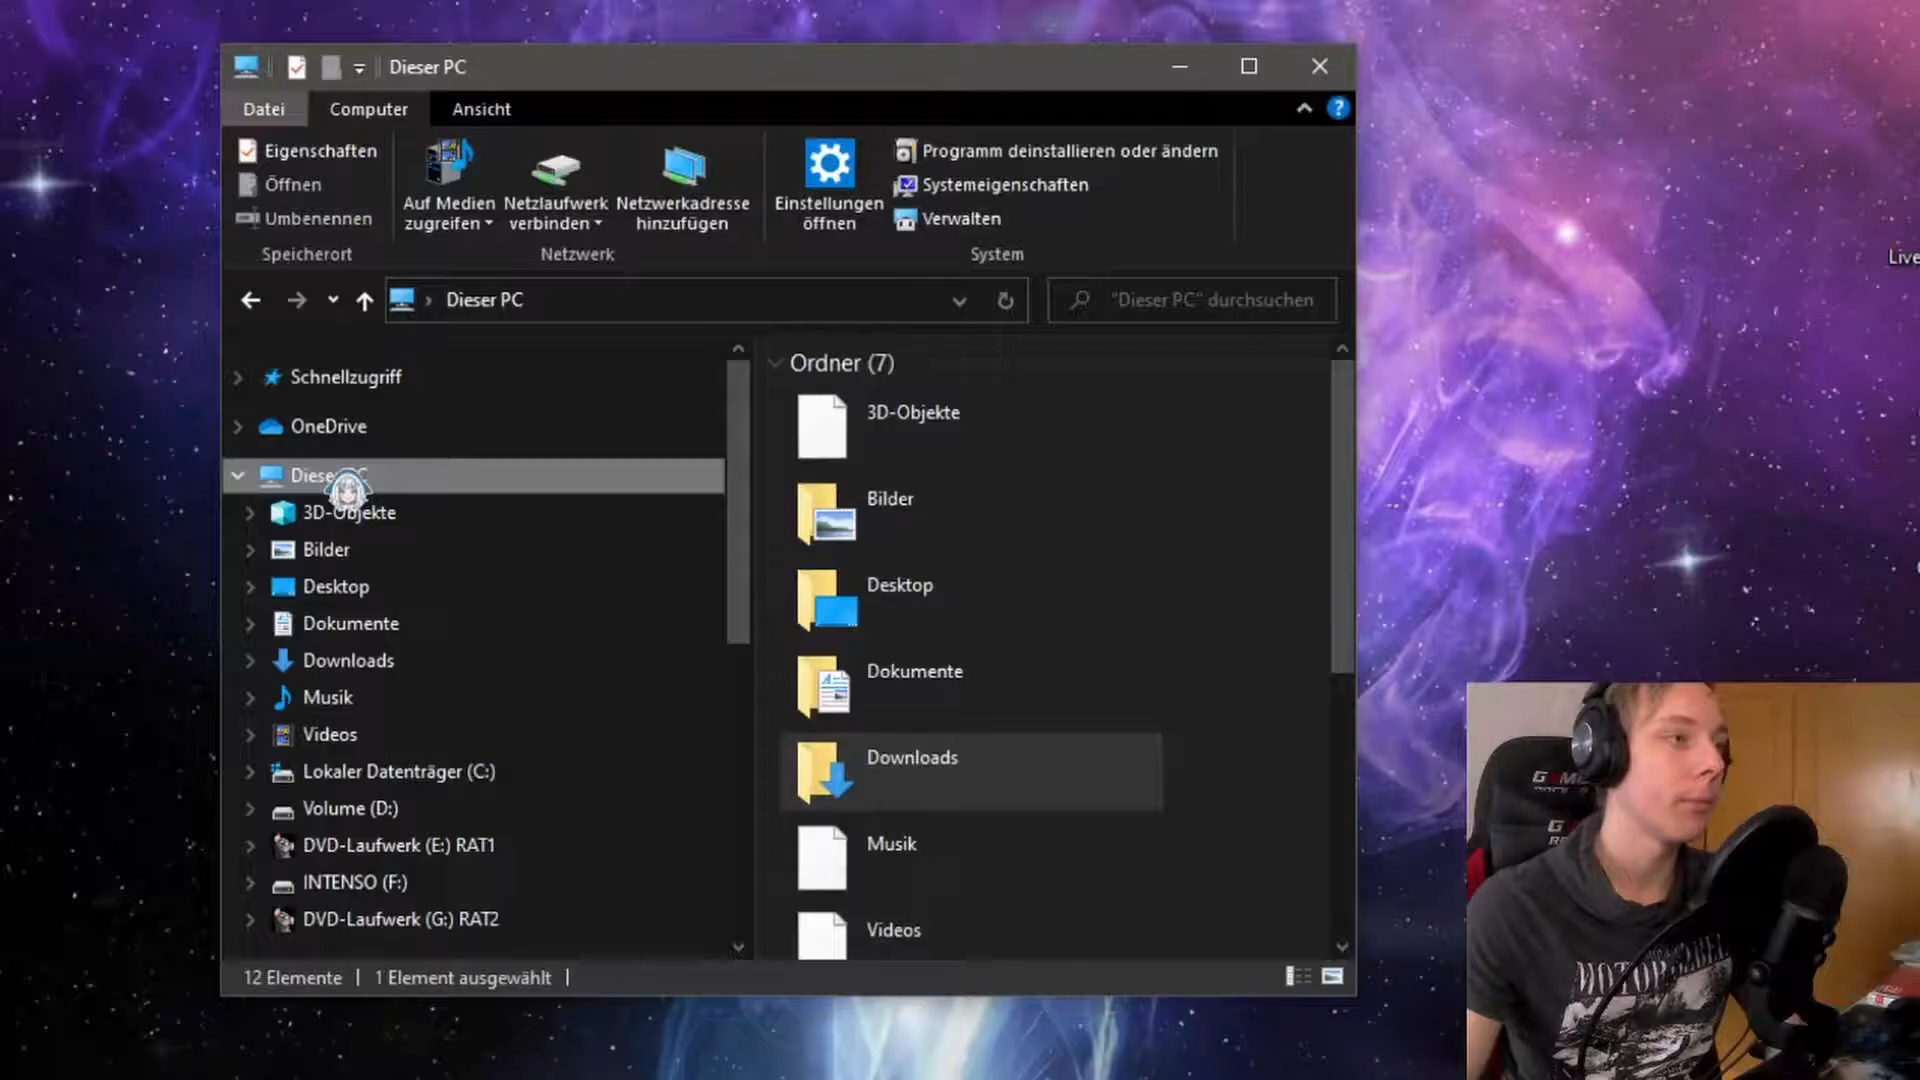 Dieser PC
Datei Computer Ansicht
Eigenschaften
Öffnen
Umbenennen
Speicherort
Auf Medien zugreifen
Netzlaufwerk verbinden
Netzwerkadresse hinzufügen
Netzwerk
Einstellungen öffnen
Programm deinstallieren oder ändern
Systemeigenschaften
Verwalten
System
Dieser PC
"Dieser PC" durchsuchen
Schnellzugriff
OneDrive
Dieser PC
3D-Objekte
Bilder
Desktop
Dokumente
Downloads
Musik
Videos
Lokaler Datenträger (C:)
Volume (D:)
DVD-Laufwerk (E:) RAT1
INTENSO (F:)
DVD-Laufwerk (G:) RAT2
Ordner (7)
3D-Objekte
Bilder
Desktop
Dokumente
Downloads
Musik
Videos
12 Elemente
1 Element ausgewählt
Live